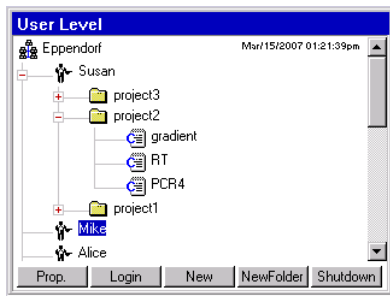 User Level
Eppendorf Mar/15/2007 01:21:39pm
Susan
project3
project2
gradient
RT
PCR4
project1
Mike
Alice
Prop. Login New NewFolder Shutdown